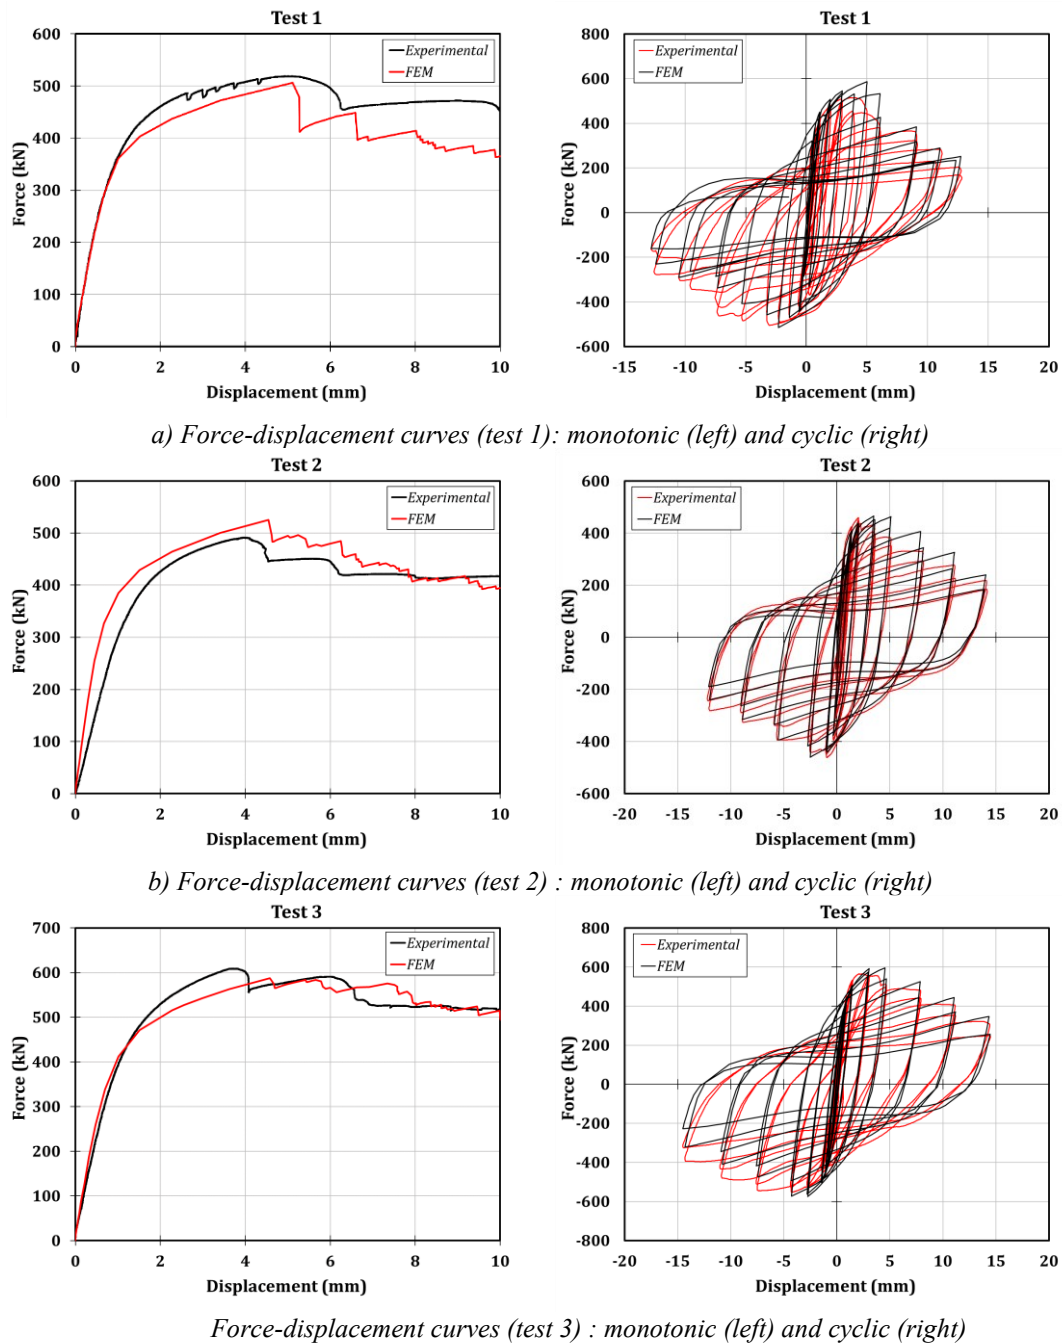 Test 1
Test 1
600
500
400
300
200
100
0
Force (kN)
Experimental
FEM
0 2 4 6 8 10
Displacement (mm)
800
600
400
200
0
-200
-400
-600
Force (kN)
Experimental
FEM
-15 -10 -5 0 5 10 15 20
Displacement (mm)
a) Force-displacement curves (test 1): monotonic (left) and cyclic (right)
Test 2
Test 2
600
500
400
300
200
100
0
Force (kN)
Experimental
FEM
0 2 4 6 8 10
Displacement (mm)
600
400
200
0
-200
-400
-600
Force (kN)
Experimental
FEM
-20 -15 -10 -5 0 5 10 15 20
Displacement (mm)
b) Force-displacement curves (test 2) : monotonic (left) and cyclic (right)
Test 3
Test 3
700
600
500
400
300
200
100
0
Force (kN)
Experimental
FEM
0 2 4 6 8 10
Displacement (mm)
800
600
400
200
0
-200
-400
-600
-800
Force (kN)
Experimental
FEM
-20 -15 -10 -5 0 5 10 15 20
Displacement (mm)
Force-displacement curves (test 3) : monotonic (left) and cyclic (right)